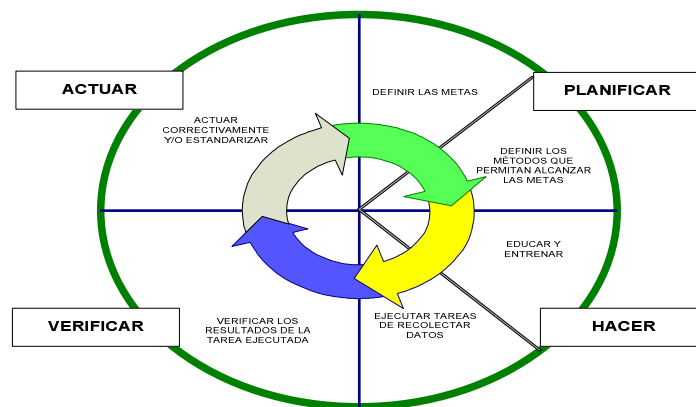 ACTUAR
PLANIFICAR
DEFINIR LAS METAS
ACTUAR
CORRECTIVAMENTE
Y/O ESTANDARIZAR
DEFINIR LOS
MÉTODOS QUE
PERMITAN ALCANZAR
LAS METAS
EDUCAR Y
ENTRENAR
VERIFICAR
VERIFICAR LOS
RESULTADOS DE LA
TAREA EJECUTADA
EJECUTAR TAREAS
DE RECOLECTAR
DATOS
HACER